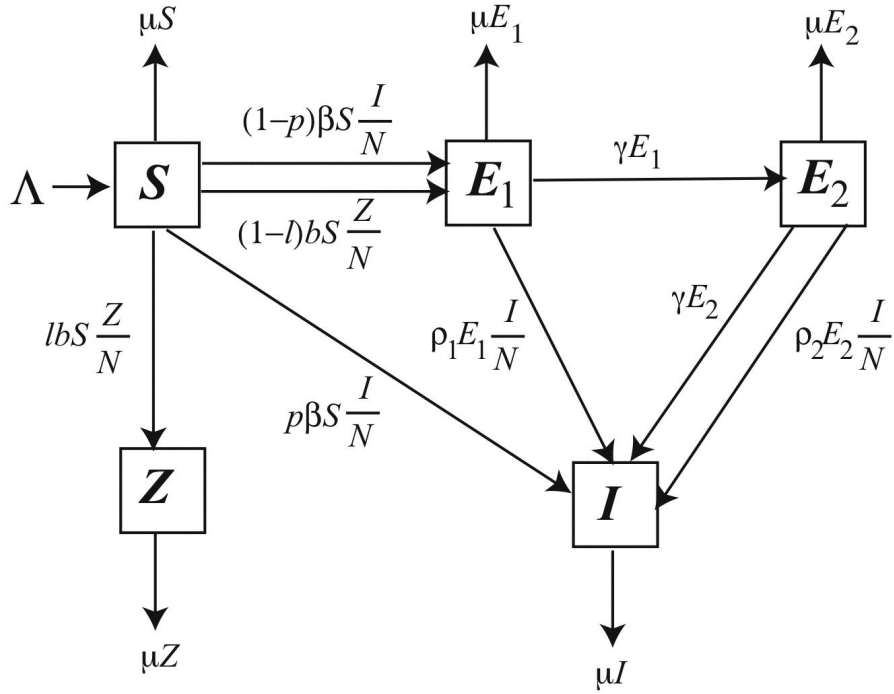 μS
μE₁
μE₂
(1–p)βS I/N
γE₁
Λ
S
E₁
E₂
(1–l)bS Z/N
lbS Z/N
ρ₁E₁ I/N
γE₂
ρ₂E₂ I/N
pβS I/N
Z
I
μZ
μI